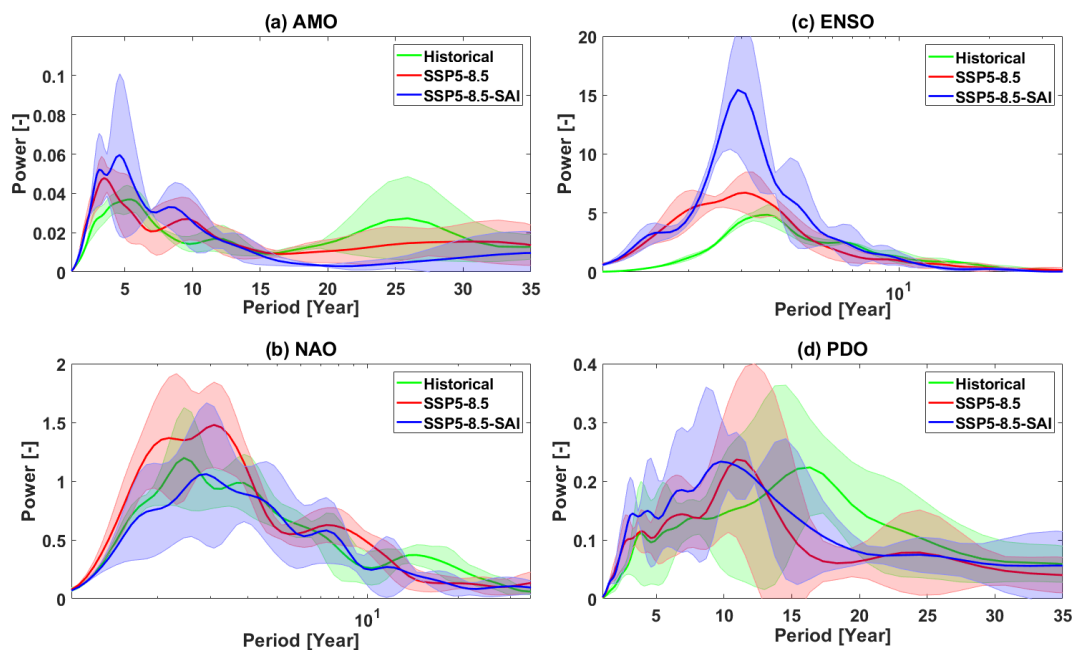 (a) AMO
0.1
0.08
0.06
0.04
0.02
0
Power [-]
5
10
15
20
25
30
35
Period [Year]
Historical
SSP5-8.5
SSP5-8.5-SAI
(c) ENSO
20
15
10
5
0
Power [-]
10¹
Period [Year]
Historical
SSP5-8.5
SSP5-8.5-SAI
(b) NAO
2
1.5
1
0.5
0
Power [-]
10¹
Period [Year]
Historical
SSP5-8.5
SSP5-8.5-SAI
(d) PDO
0.4
0.3
0.2
0.1
0
Power [-]
5
10
15
20
25
30
35
Period [Year]
Historical
SSP5-8.5
SSP5-8.5-SAI